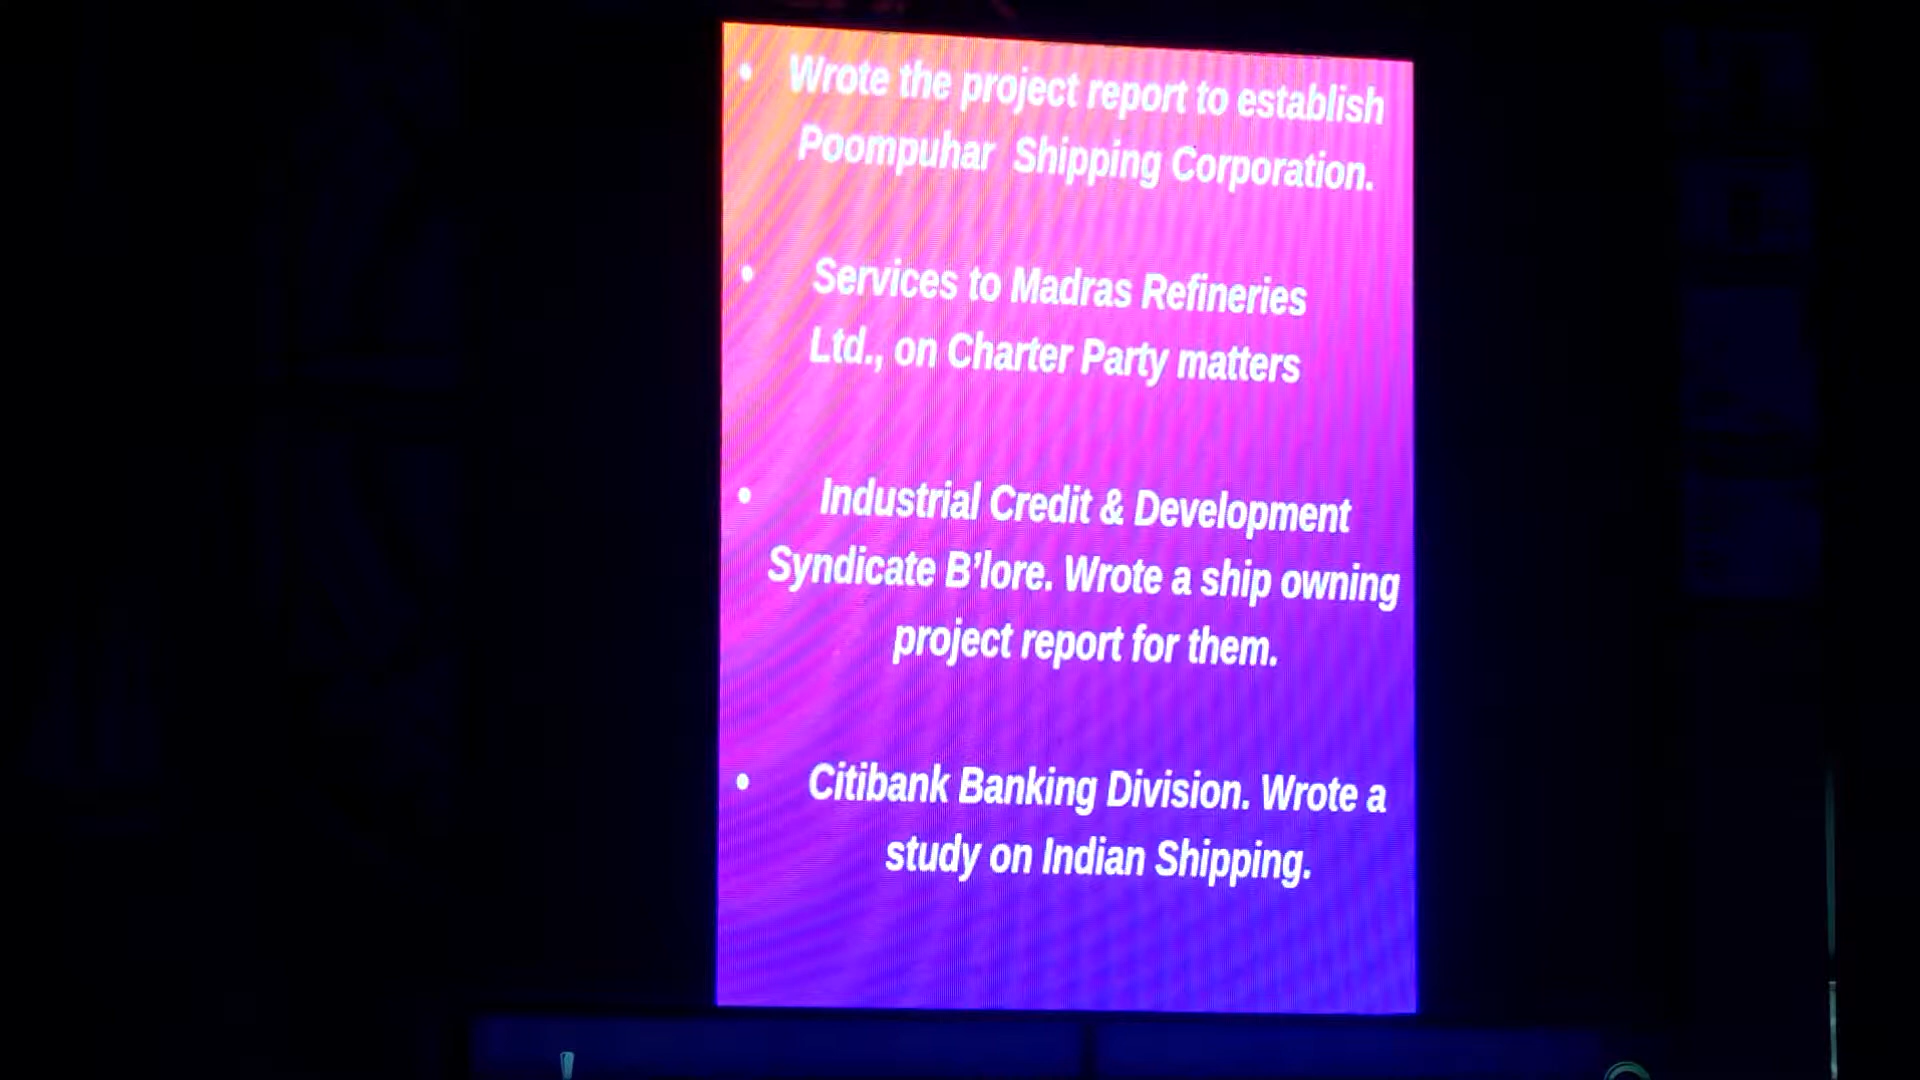 • Wrote the project report to establish
Poompuhar Shipping Corporation.
• Services to Madras Refineries
Ltd., on Charter Party matters
• Industrial Credit & Development
Syndicate B'lore. Wrote a ship owning
project report for them.
• Citibank Banking Division. Wrote a
study on Indian Shipping.